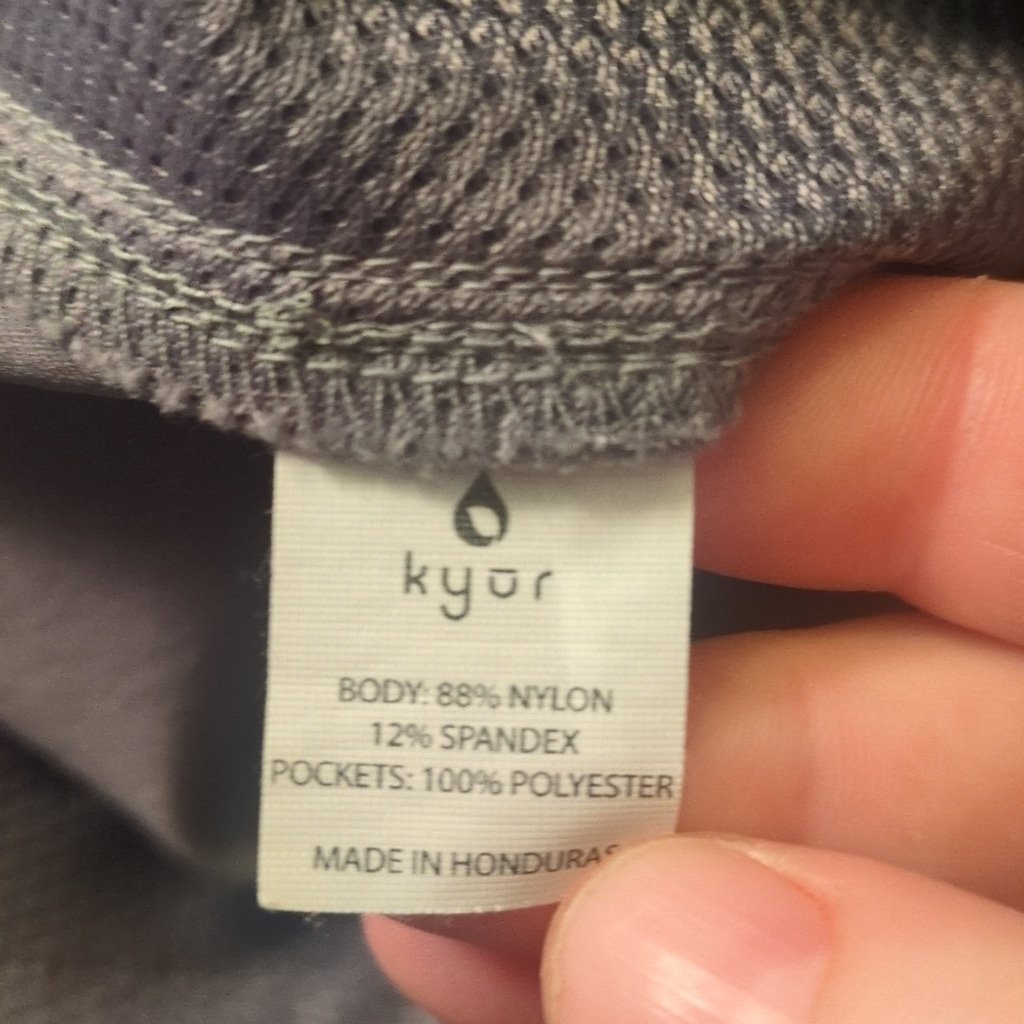 kyūr
BODY: 88% NYLON
12% SPANDEX
POCKETS: 100% POLYESTER
MADE IN HONDURAS